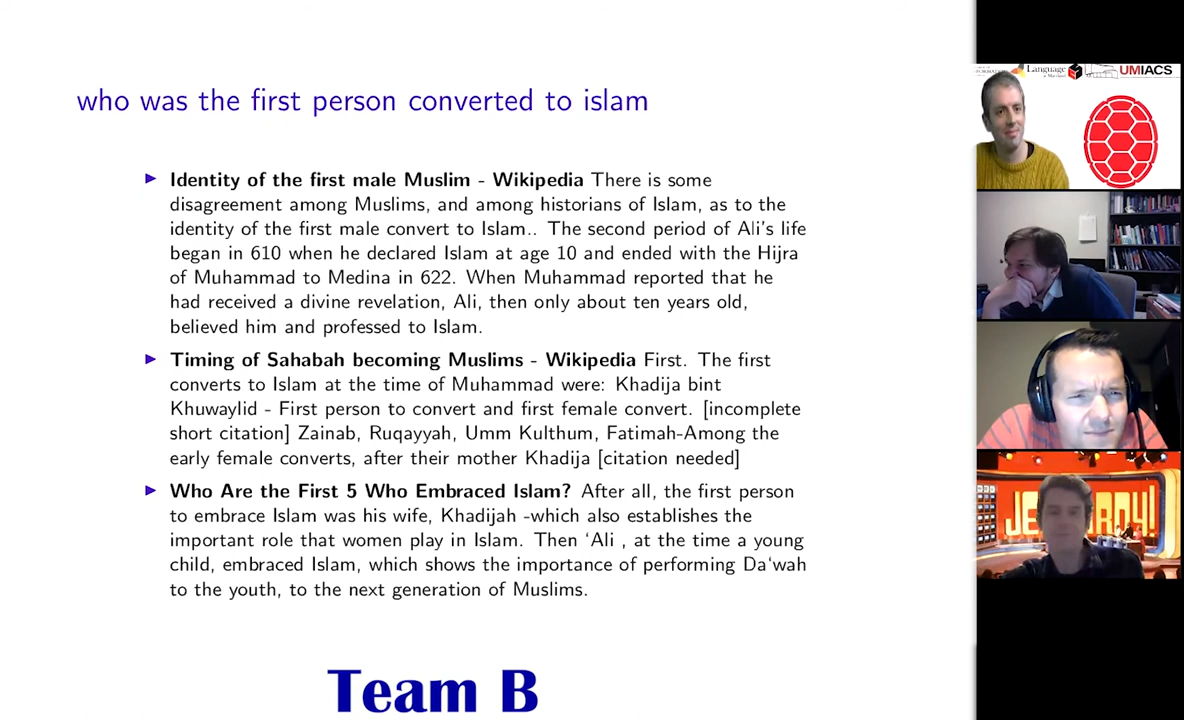 who was the first person converted to islam
Identity of the first male Muslim - Wikipedia There is some
disagreement among Muslims, and among historians of Islam, as to the
identity of the first male convert to Islam.. The second period of Ali's life
began in 610 when he declared Islam at age 10 and ended with the Hijra
of Muhammad to Medina in 622. When Muhammad reported that he
had received a divine revelation, Ali, then only about ten years old,
believed him and professed to Islam.
Timing of Sahabah becoming Muslims - Wikipedia First. The first
converts to Islam at the time of Muhammad were: Khadija bint
Khuwaylid - First person to convert and first female convert. [incomplete
short citation] Zainab, Ruqayyah, Umm Kulthum, Fatimah-Among the
early female converts, after their mother Khadija [citation needed]
Who Are the First 5 Who Embraced Islam? After all, the first person
to embrace Islam was his wife, Khadijah -which also establishes the
important role that women play in Islam. Then ‘Ali , at the time a young
child, embraced Islam, which shows the importance of performing Da‘wah
to the youth, to the next generation of Muslims.
Team B
Language
UMIACS